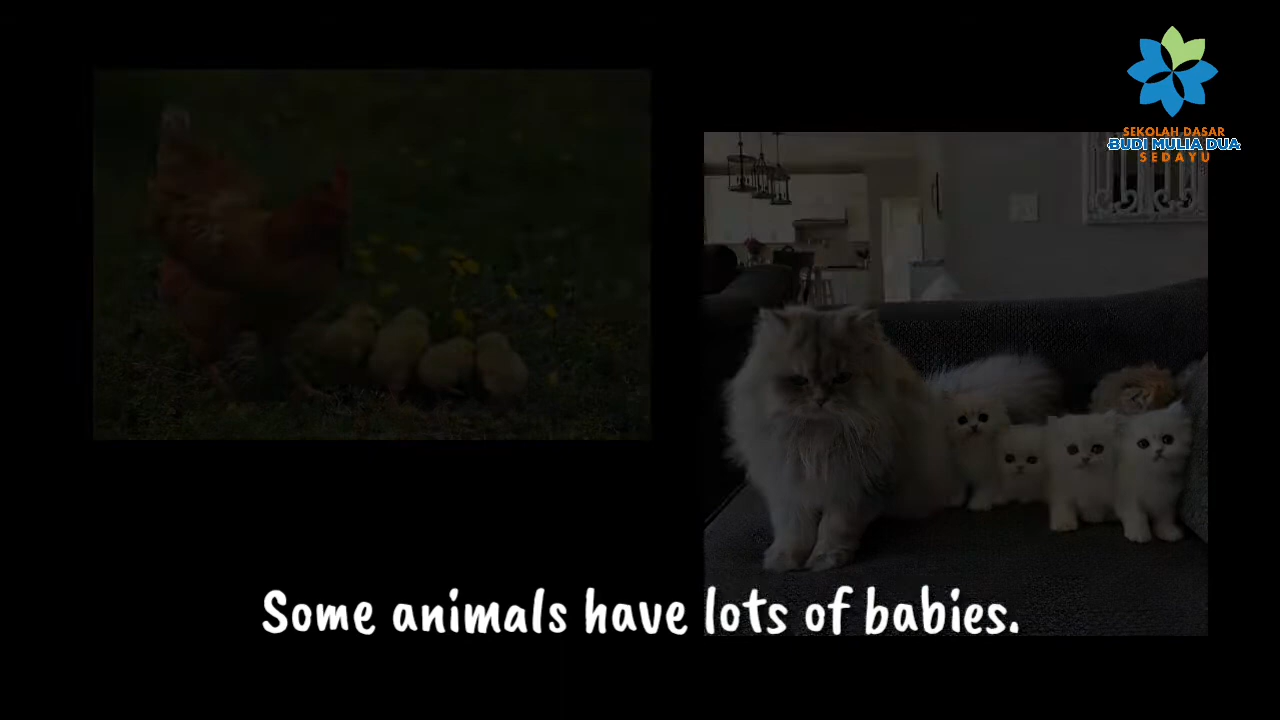 SEKOLAH DASAR
BUDI MULIA DUA
SEDAYU
Some animals have lots of babies.